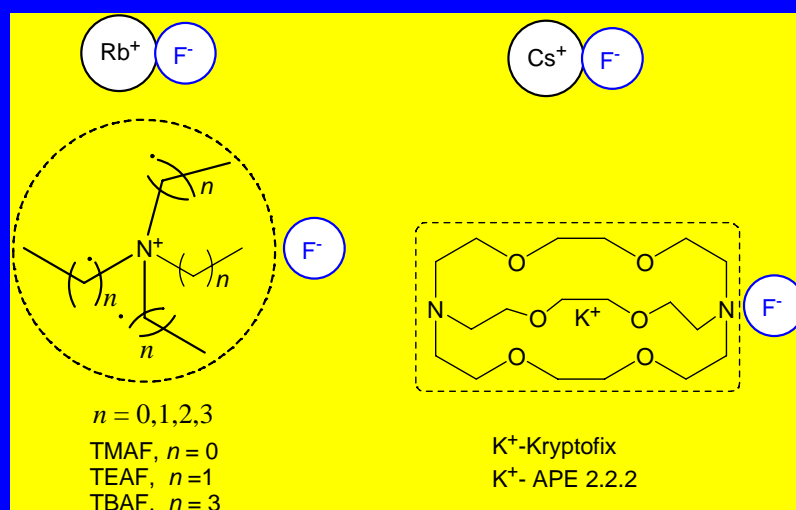 Rb+ F-
Cs+ F-
n
N+
n
n
n
F-
O O
N O K+ O N F-
O O
n = 0,1,2,3
TMAF, n = 0
TEAF, n =1
TBAF, n = 3
K+-Kryptofix
K+- APE 2.2.2